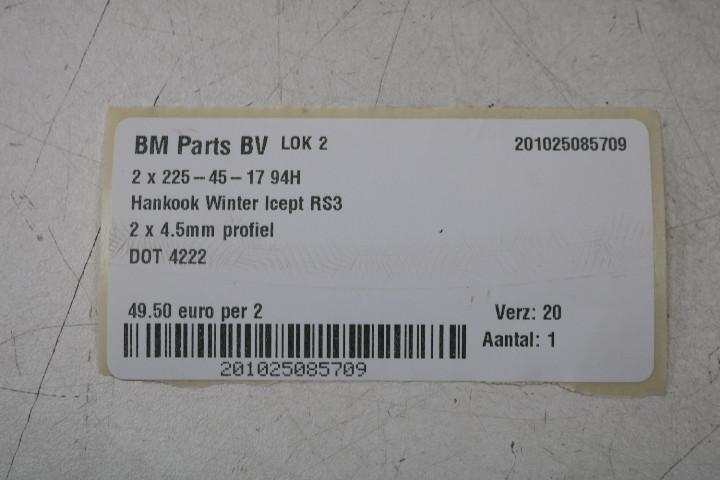 BM Parts BV LOK 2 201025085709
2 x 225-45-17 94H
Hankook Winter Icept RS3
2 x 4.5mm profiel
DOT 4222
49.50 euro per 2 Verz: 20
Aantal: 1
201025085709